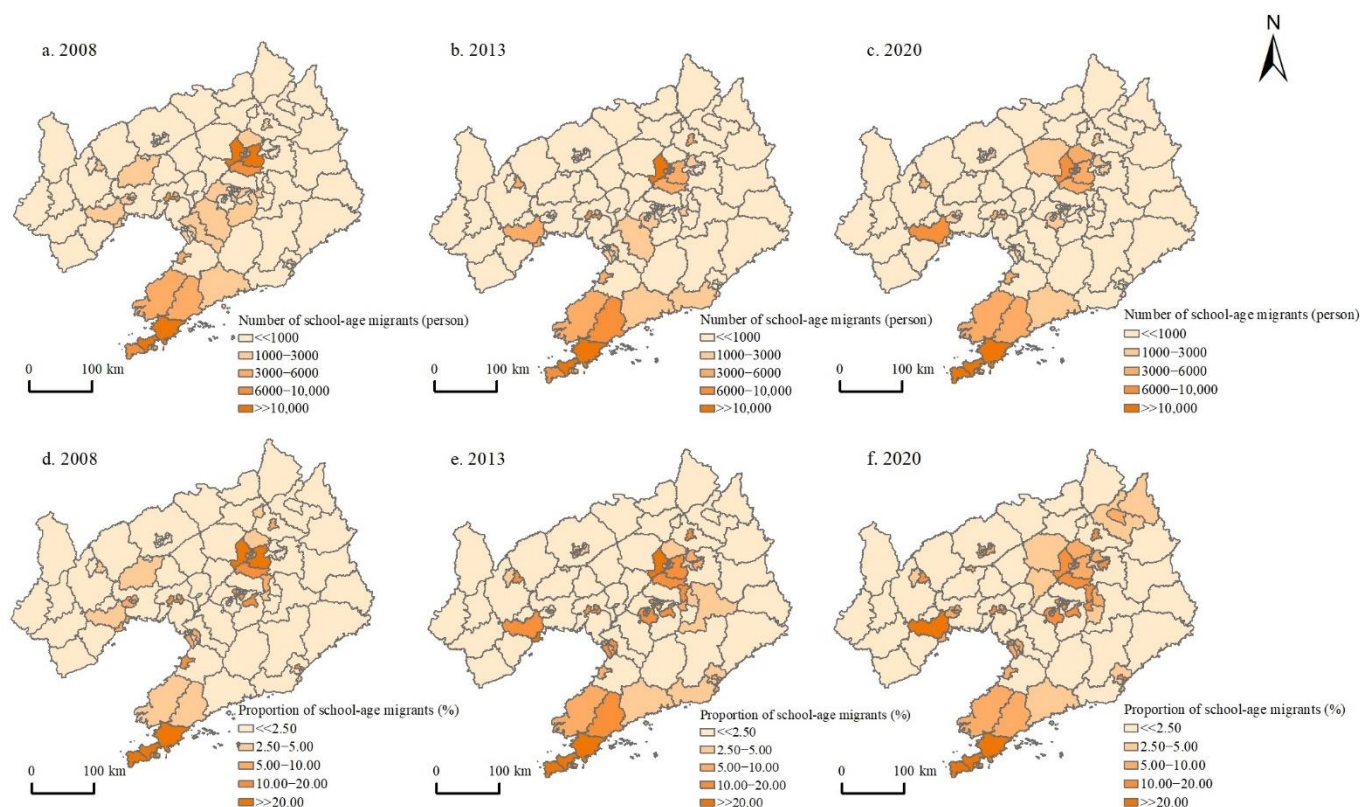 N
a. 2008
b. 2013
c. 2020
Number of school-age migrants (person)
<<1000
1000−3000
3000−6000
6000−10,000
>>10,000
0 100 km
Number of school-age migrants (person)
<<1000
1000−3000
3000−6000
6000−10,000
>>10,000
0 100 km
Number of school-age migrants (person)
<<1000
1000−3000
3000−6000
6000−10,000
>>10,000
0 100 km
d. 2008
e. 2013
f. 2020
Proportion of school-age migrants (%)
<<2.50
2.50−5.00
5.00−10.00
10.00−20.00
>>20.00
0 100 km
Proportion of school-age migrants (%)
<<2.50
2.50−5.00
5.00−10.00
10.00−20.00
>>20.00
0 100 km
Proportion of school-age migrants (%)
<<2.50
2.50−5.00
5.00−10.00
10.00−20.00
>>20.00
0 100 km